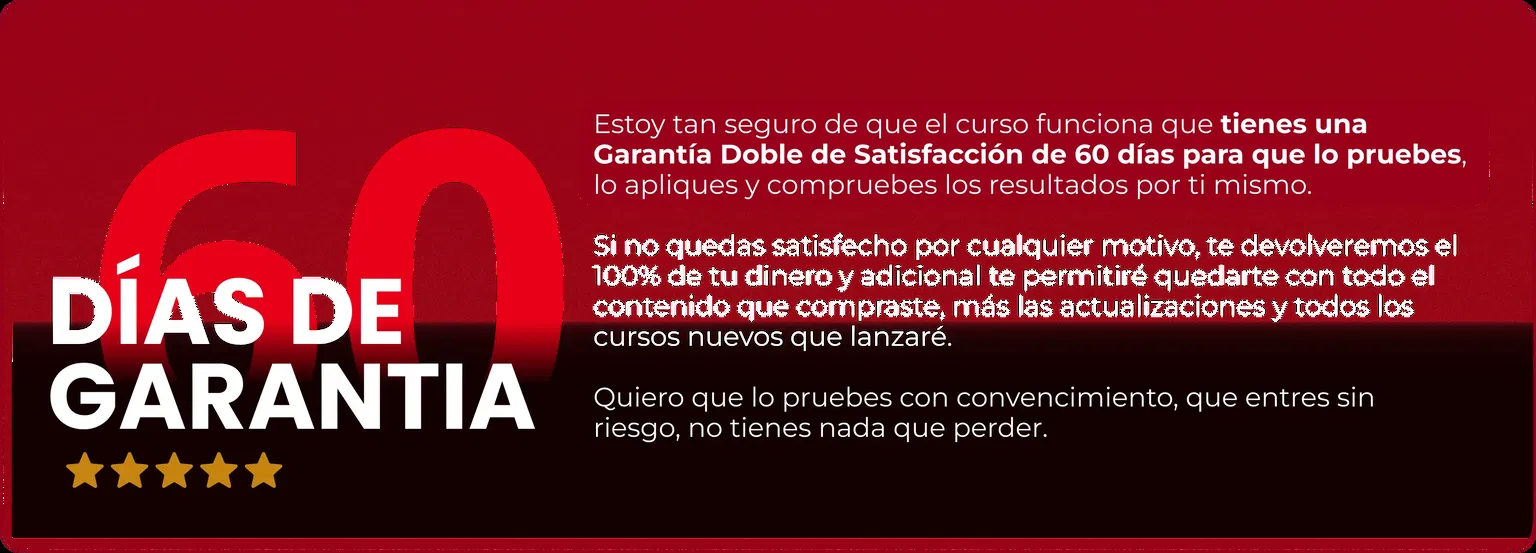 60
DÍAS DE
GARANTIA
Estoy tan seguro de que el curso funciona que tienes una
Garantía Doble de Satisfacción de 60 días para que lo pruebes,
lo apliques y compruebes los resultados por ti mismo.
Si no quedas satisfecho por cualquier motivo, te devolveremos el
100% de tu dinero y adicional te permitiré quedarte con todo el
contenido que compraste, más las actualizaciones y todos los
cursos nuevos que lanzaré.
Quiero que lo pruebes con convencimiento, que entres sin
riesgo, no tienes nada que perder.